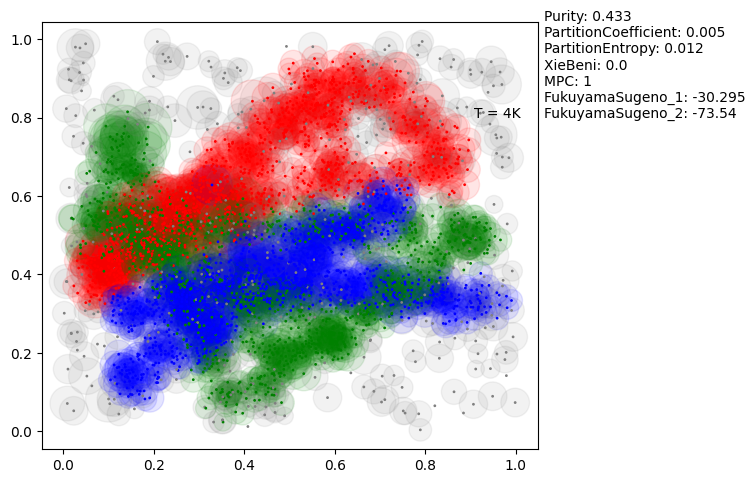 Purity: 0.433
PartitionCoefficient: 0.005
PartitionEntropy: 0.012
XieBeni: 0.0
MPC: 1
FukuyamaSugeno_1: -30.295
FukuyamaSugeno_2: -73.54
T = 4K
1.0
0.8
0.6
0.4
0.2
0.0
0.0 0.2 0.4 0.6 0.8 1.0